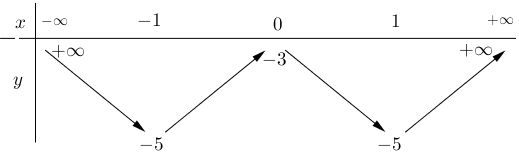 x −∞ −1 0 1 +∞
+∞ −3 +∞
y
−5 −5